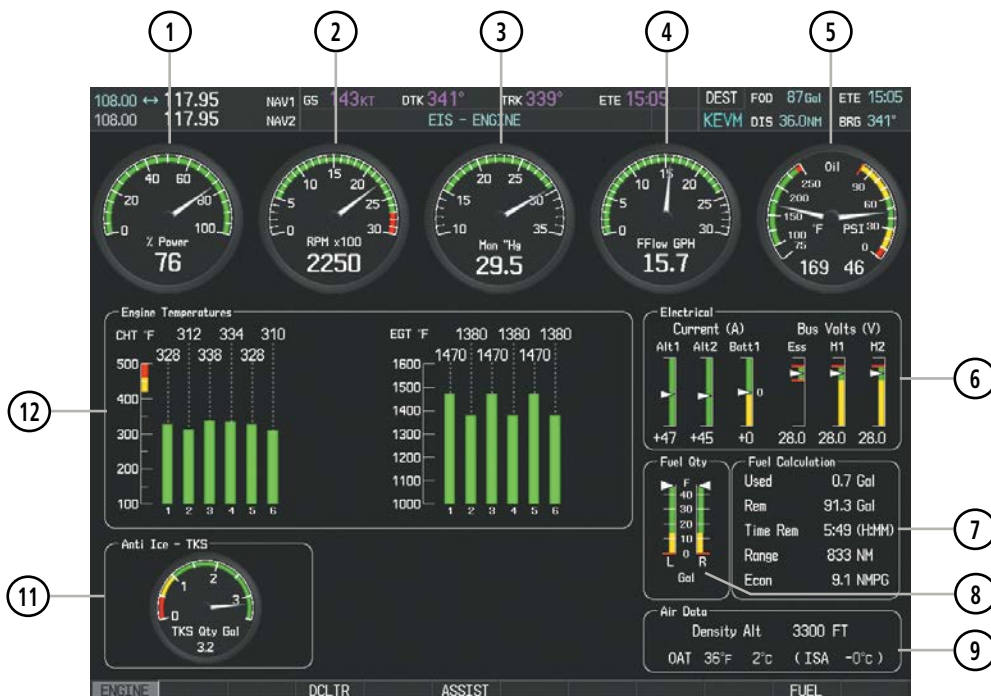 1 2 3 4 5
108.00 ↔ 117.95 NAV1 GS 143KT DTK 341° TRK 339° ETE 15:05 DEST FOD 87Gal ETE 15:05
108.00 117.95 NAV2 EIS - ENGINE KEVM DIS 36.0NM BRG 341°
0 20 40 60 80 100
% Power
76
0 5 10 15 20 25 30
RPM x100
2250
10 15 20 25 30 35
Man "Hg
29.5
0 5 10 15 20 25 30
FFlow GPH
15.7
Oil
250 200 150 100 75
°F
90 60 30 0
PSI
169 46
Engine Temperatures
CHT °F 312 334 310
328 338 328
500
400
300
200
100
1 2 3 4 5 6
EGT °F 1380 1380 1380
1470 1470 1470
1600
1500
1400
1300
1200
1100
1000
1 2 3 4 5 6
12
Electrical
Current (A) Bus Volts (V)
Alt1 Alt2 Batt1 Ess M1 M2
0
+47 +45 +0 28.0 28.0 28.0
6
Fuel Qty
F
40
30
20
10
0
L R
Gal
8
Fuel Calculation
Used 0.7 Gal
Rem 91.3 Gal
Time Rem 5:49 (H:MM)
Range 833 NM
Econ 9.1 NMPG
7
Anti Ice - TKS
0 1 2 3
TKS Qty Gal
3.2
11
Air Data
Density Alt 3300 FT
OAT 36°F 2°C (ISA -0°C)
9
ENGINE DCLTR ASSIST FUEL